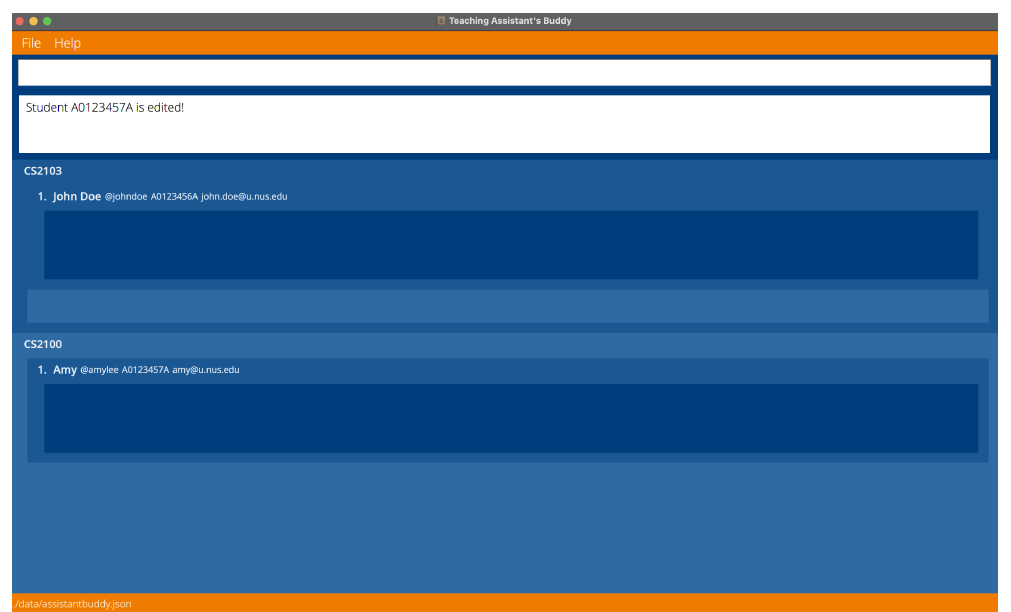 Teaching Assistant's Buddy
File Help
Student A0123457A is edited!
CS2103
1. John Doe @johndoe A0123456A john.doe@u.nus.edu
CS2100
1. Amy @amylee A0123457A amy@u.nus.edu
./data/assistantbuddy.json